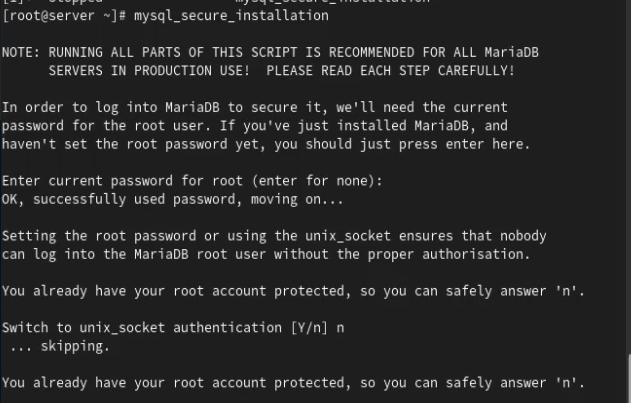 [1]+ Stopped mysql_secure_installation
[root@server ~]# mysql_secure_installation
NOTE: RUNNING ALL PARTS OF THIS SCRIPT IS RECOMMENDED FOR ALL MariaDB
SERVERS IN PRODUCTION USE! PLEASE READ EACH STEP CAREFULLY!
In order to log into MariaDB to secure it, we'll need the current
password for the root user. If you've just installed MariaDB, and
haven't set the root password yet, you should just press enter here.
Enter current password for root (enter for none):
OK, successfully used password, moving on...
Setting the root password or using the unix_socket ensures that nobody
can log into the MariaDB root user without the proper authorisation.
You already have your root account protected, so you can safely answer 'n'.
Switch to unix_socket authentication [Y/n] n
... skipping.
You already have your root account protected, so you can safely answer 'n'.